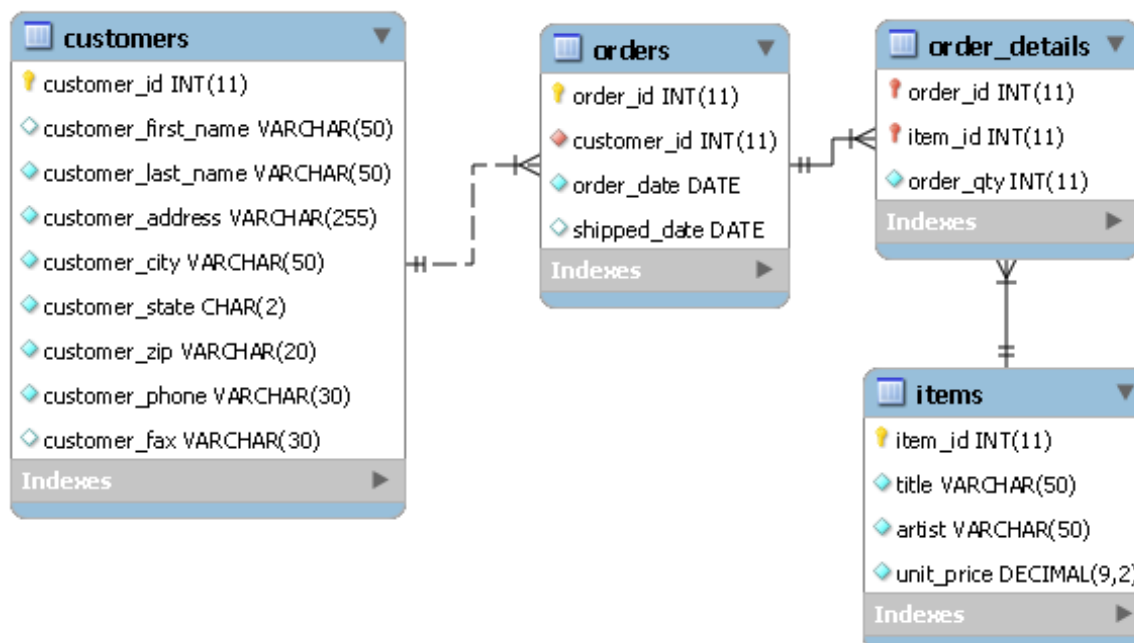 customers
customer_id INT(11)
customer_first_name VARCHAR(50)
customer_last_name VARCHAR(50)
customer_address VARCHAR(255)
customer_city VARCHAR(50)
customer_state CHAR(2)
customer_zip VARCHAR(20)
customer_phone VARCHAR(30)
customer_fax VARCHAR(30)
Indexes
orders
order_id INT(11)
customer_id INT(11)
order_date DATE
shipped_date DATE
Indexes
order_details
order_id INT(11)
item_id INT(11)
order_qty INT(11)
Indexes
items
item_id INT(11)
title VARCHAR(50)
artist VARCHAR(50)
unit_price DECIMAL(9,2)
Indexes